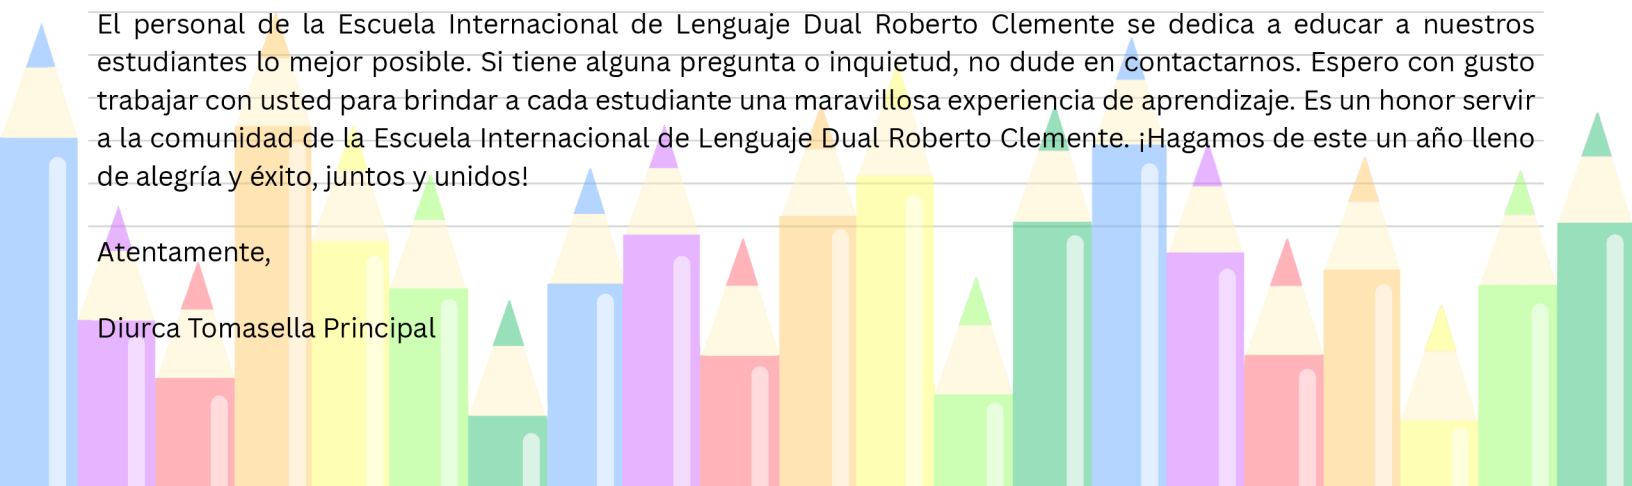 El personal de la Escuela Internacional de Lenguaje Dual Roberto Clemente se dedica a educar a nuestros
estudiantes lo mejor posible. Si tiene alguna pregunta o inquietud, no dude en contactarnos. Espero con gusto
trabajar con usted para brindar a cada estudiante una maravillosa experiencia de aprendizaje. Es un honor servir
a la comunidad de la Escuela Internacional de Lenguaje Dual Roberto Clemente. ¡Hagamos de este un año lleno
de alegría y éxito, juntos y unidos!
Atentamente,
Diurca Tomasella Principal